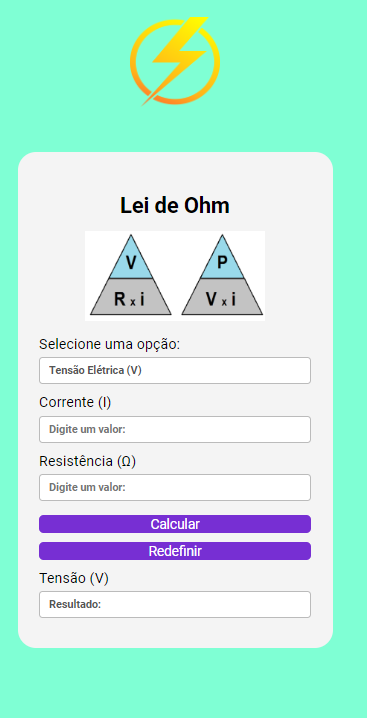 Lei de Ohm
V P
R x i V x i
Selecione uma opção:
Tensão Elétrica (V)
Corrente (I)
Digite um valor:
Resistência (Ω)
Digite um valor:
Calcular
Redefinir
Tensão (V)
Resultado: